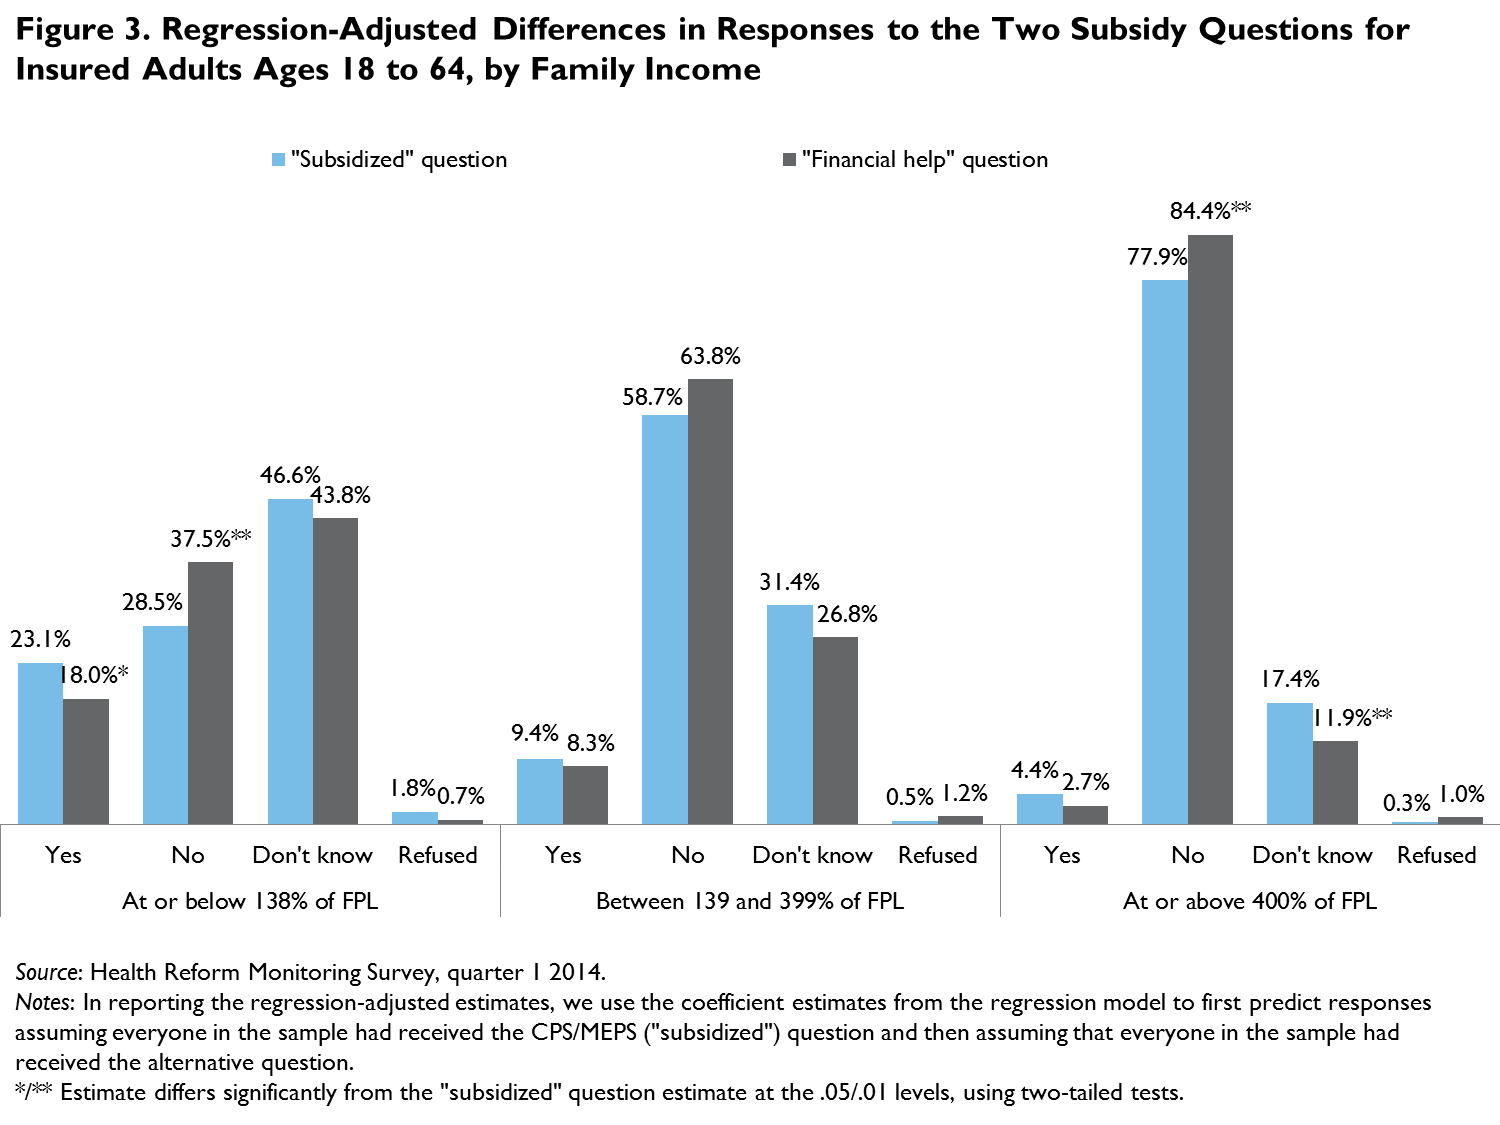 Figure 3. Regression-Adjusted Differences in Responses to the Two Subsidy Questions for
Insured Adults Ages 18 to 64, by Family Income
"Subsidized" question
"Financial help" question
23.1%
18.0%*
28.5%
37.5%**
46.6%
43.8%
1.8%
0.7%
9.4%
8.3%
58.7%
63.8%
31.4%
26.8%
0.5%
1.2%
4.4%
2.7%
77.9%
84.4%**
17.4%
11.9%**
0.3%
1.0%
Yes No Don't know Refused Yes No Don't know Refused Yes No Don't know Refused
At or below 138% of FPL Between 139 and 399% of FPL At or above 400% of FPL
Source: Health Reform Monitoring Survey, quarter 1 2014.
Notes: In reporting the regression-adjusted estimates, we use the coefficient estimates from the regression model to first predict responses
assuming everyone in the sample had received the CPS/MEPS ("subsidized") question and then assuming that everyone in the sample had
received the alternative question.
*/** Estimate differs significantly from the "subsidized" question estimate at the .05/.01 levels, using two-tailed tests.